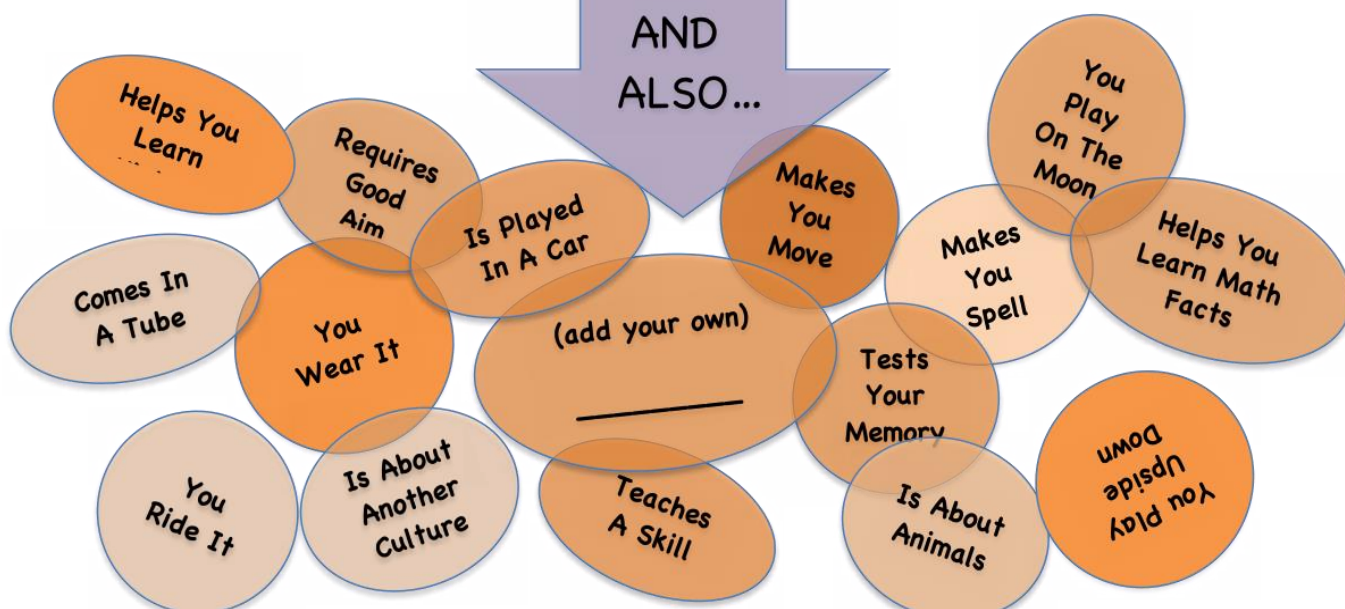 AND
ALSO...
Helps You
Learn
Requires
Good
Aim
Is Played
In A Car
Makes
You
Move
You
Play
On The
Moon
Comes In
A Tube
You
Wear It
(add your own)
Makes
You
Spell
Helps You
Learn Math
Facts
Tests
Your
Memory
You
Ride It
Is About
Another
Culture
Teaches
A Skill
Is About
Animals
You Play
Upside
Down